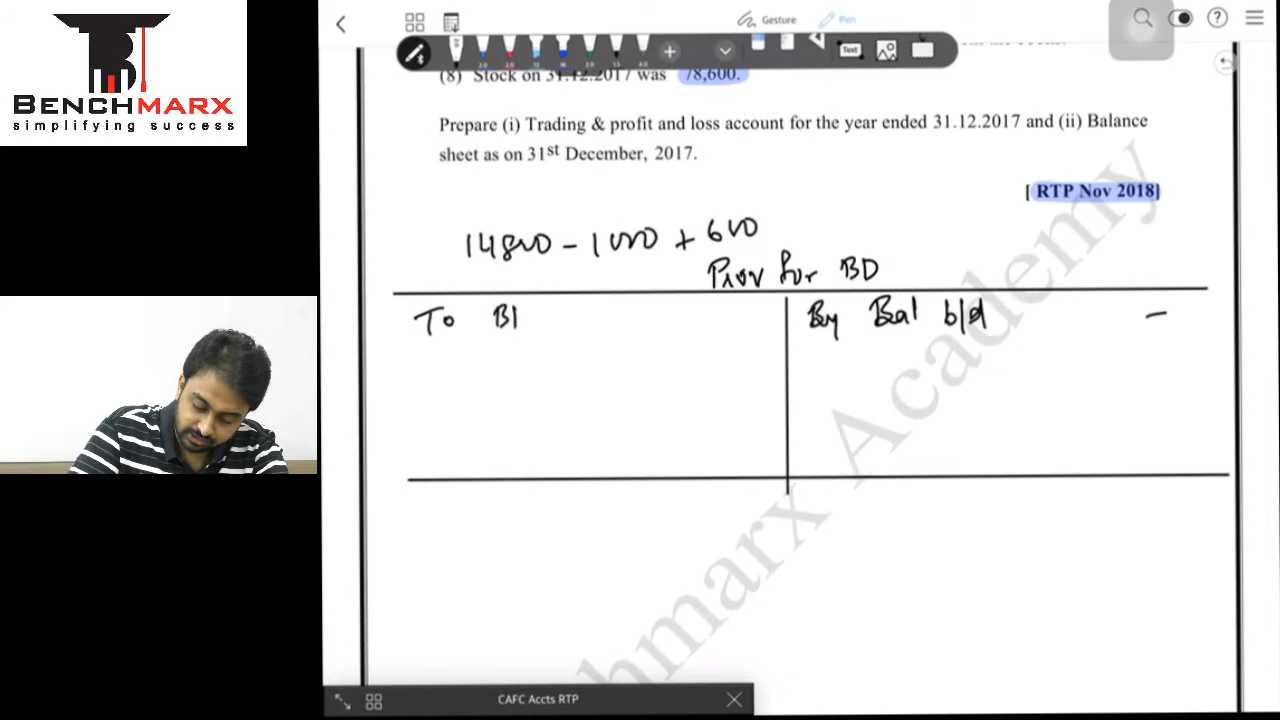 BENCHMARX
simplifying success
Gesture
Pen
Text
(8) Stock on 31.12.2017 was 78,600.
Prepare (i) Trading & profit and loss account for the year ended 31.12.2017 and (ii) Balance
sheet as on 31st December, 2017.
[ RTP Nov 2018]
14800 - 1000 + 600
Prov for BD
To B
By Bal b/d —
hmarx Academy
CAFC Accts RTP